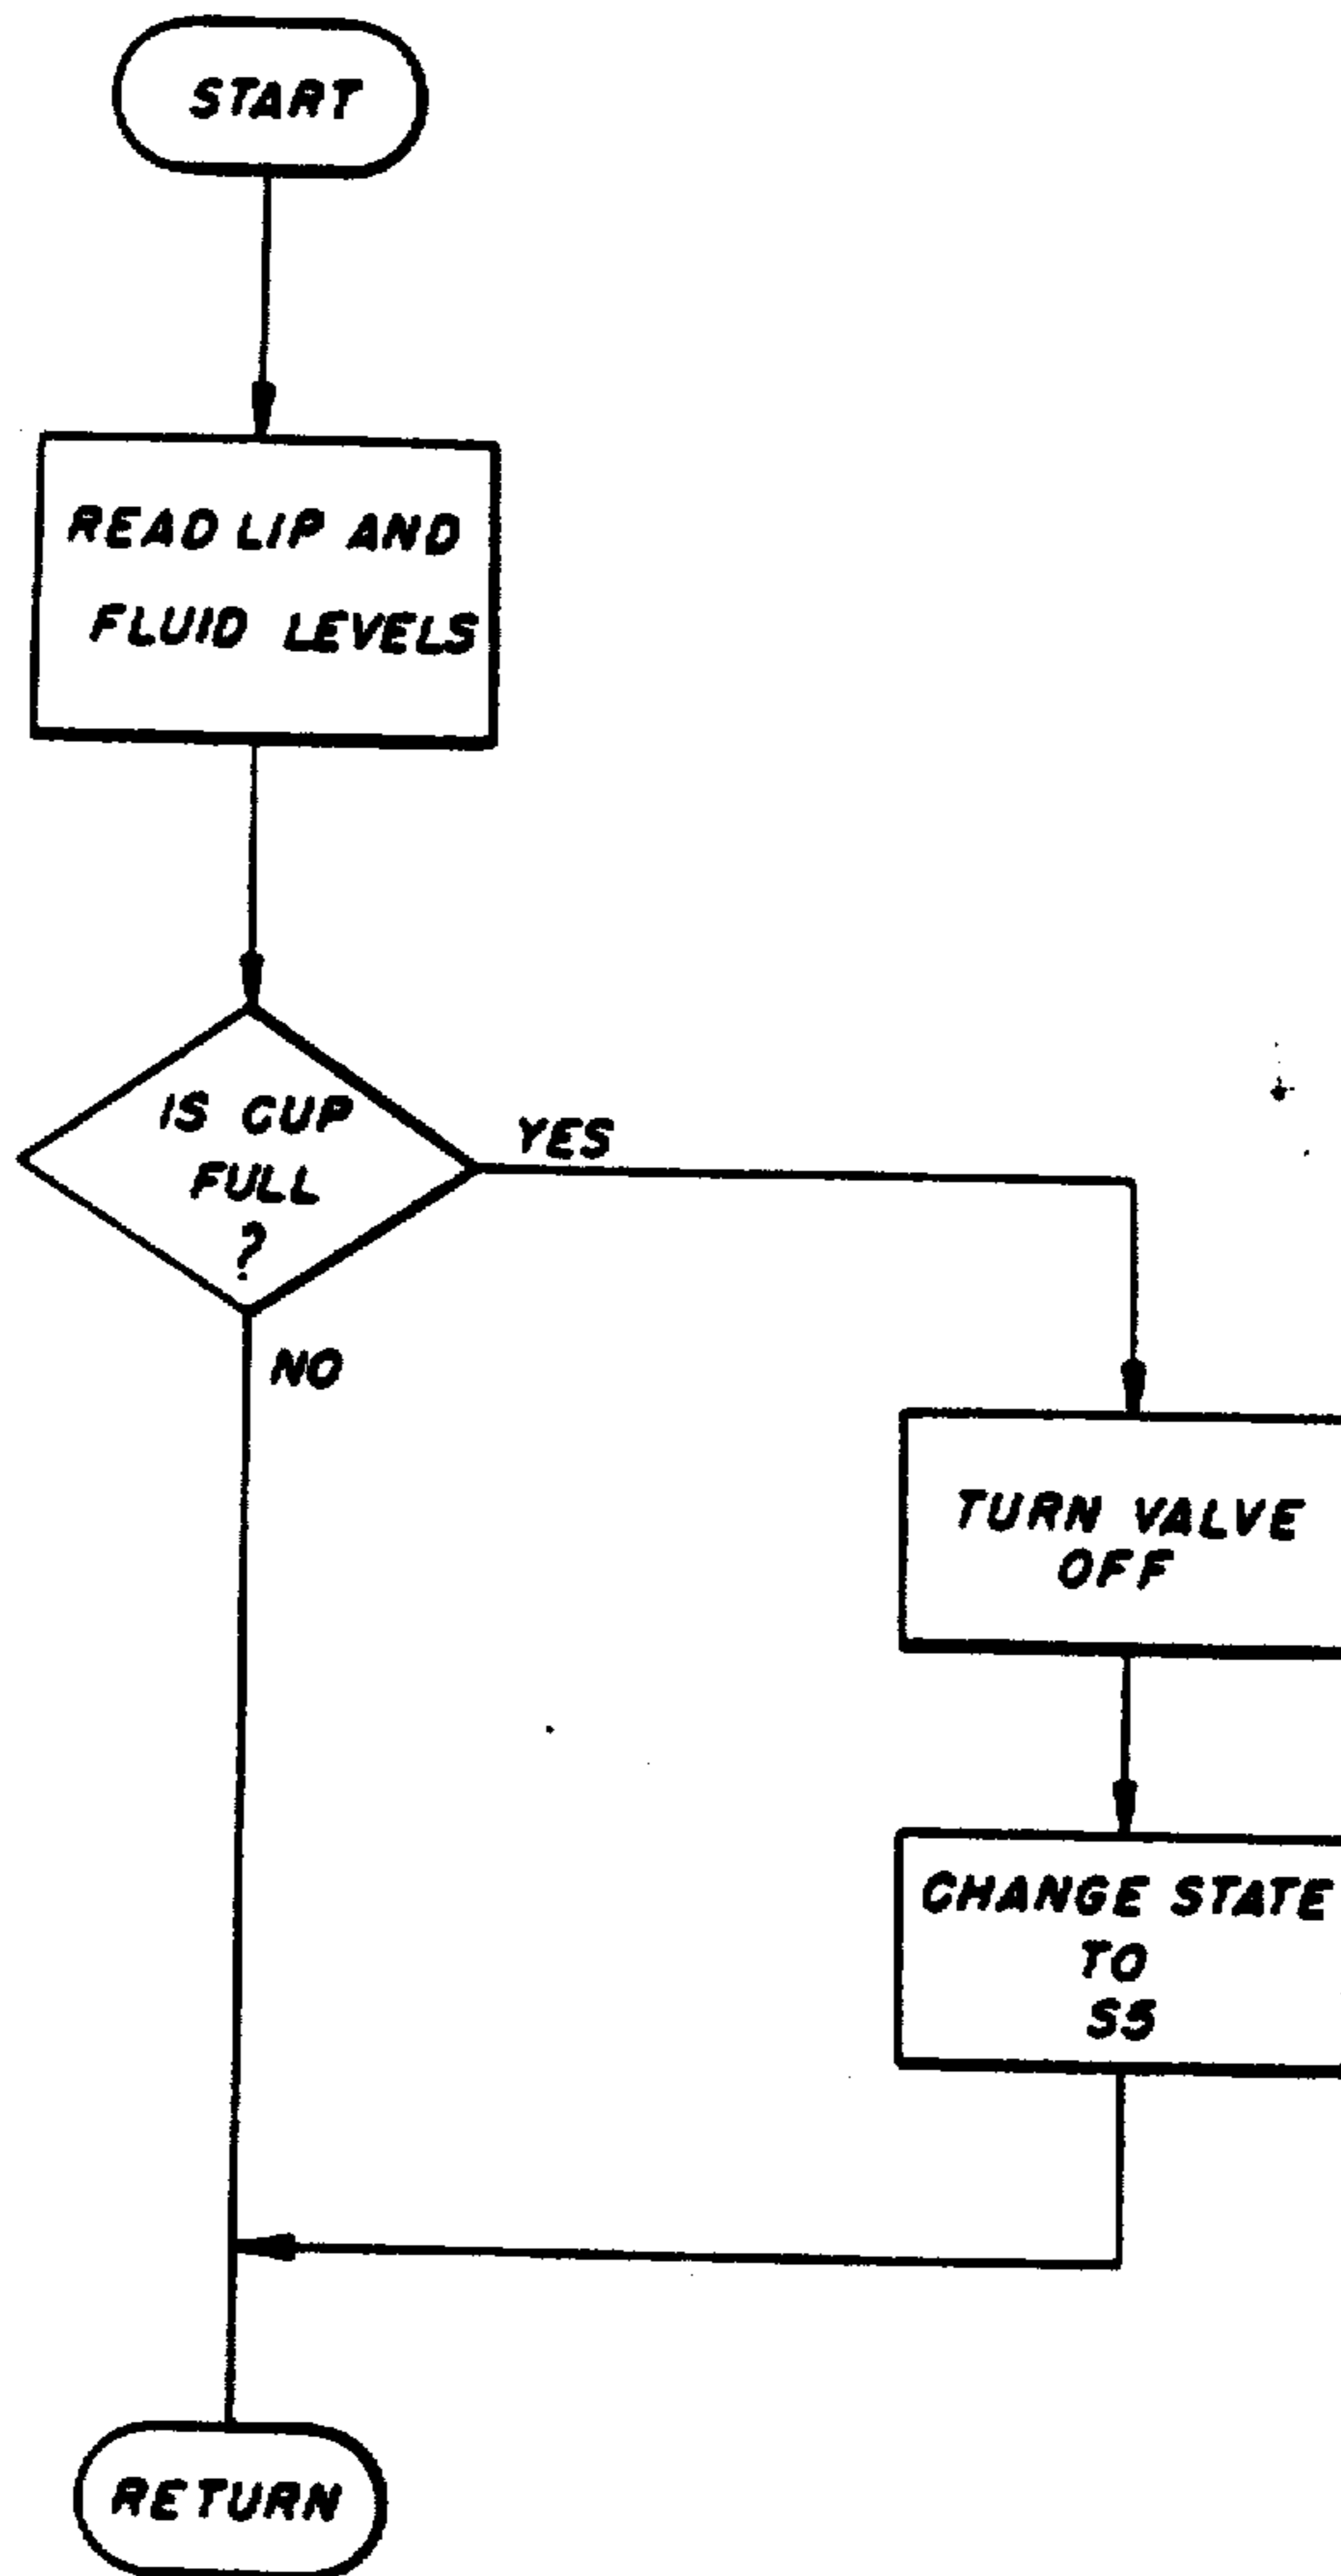 START
READ LIP AND
FLUID LEVELS
IS CUP
FULL
?
YES
NO
TURN VALVE
OFF
CHANGE STATE
TO
S5
RETURN